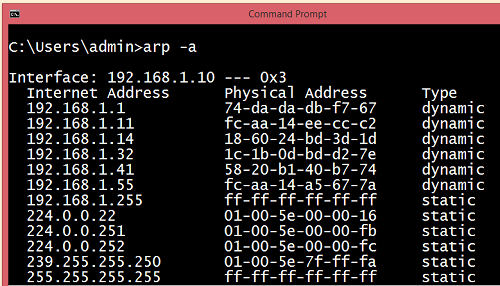 Command Prompt
C:\Users\admin>arp -a
Interface: 192.168.1.10 --- 0x3
Internet Address Physical Address Type
192.168.1.1 74-da-da-db-f7-67 dynamic
192.168.1.11 fc-aa-14-ee-cc-c2 dynamic
192.168.1.14 18-60-24-bd-3d-1d dynamic
192.168.1.32 1c-1b-0d-bd-d2-7e dynamic
192.168.1.41 58-20-b1-40-b7-74 dynamic
192.168.1.55 fc-aa-14-a5-67-7a dynamic
192.168.1.255 ff-ff-ff-ff-ff-ff static
224.0.0.22 01-00-5e-00-00-16 static
224.0.0.251 01-00-5e-00-00-fb static
224.0.0.252 01-00-5e-00-00-fc static
239.255.255.250 01-00-5e-7f-ff-fa static
255.255.255.255 ff-ff-ff-ff-ff-ff static